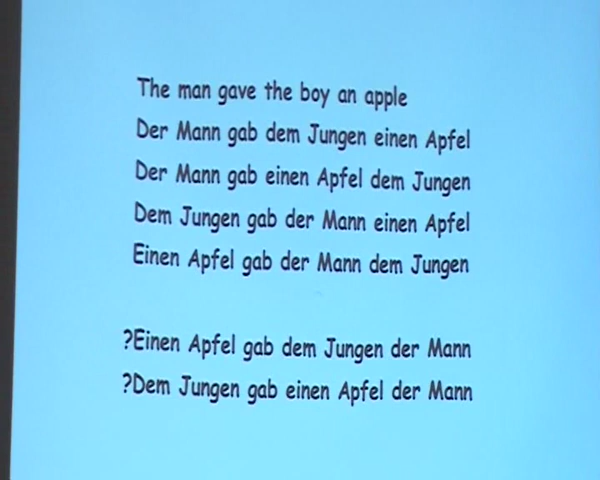 The man gave the boy an apple
Der Mann gab dem Jungen einen Apfel
Der Mann gab einen Apfel dem Jungen
Dem Jungen gab der Mann einen Apfel
Einen Apfel gab der Mann dem Jungen
?Einen Apfel gab dem Jungen der Mann
?Dem Jungen gab einen Apfel der Mann